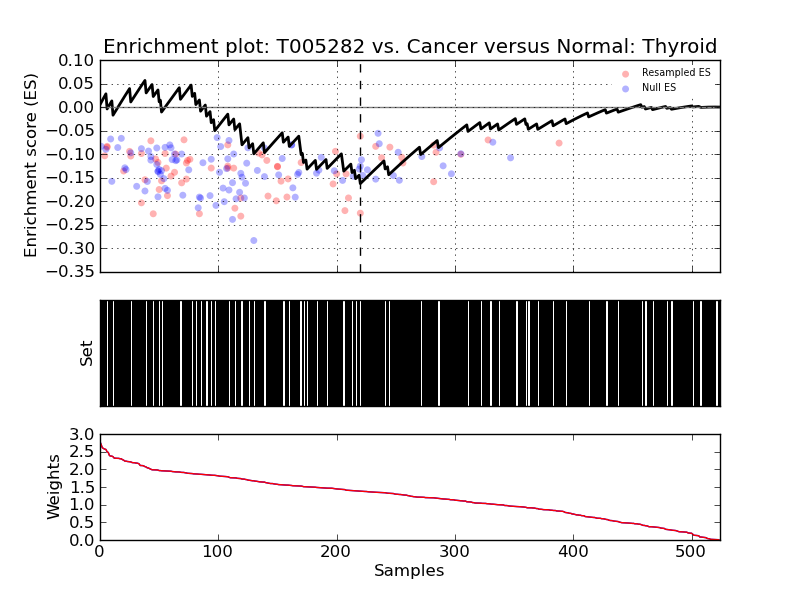 Enrichment plot: T005282 vs. Cancer versus Normal: Thyroid
0.10
0.05
0.00
−0.05
−0.10
−0.15
−0.20
−0.25
−0.30
−0.35
Enrichment score (ES)
Resampled ES
Null ES
Set
3.0
2.5
2.0
1.5
1.0
0.5
0.0
Weights
0 100 200 300 400 500
Samples